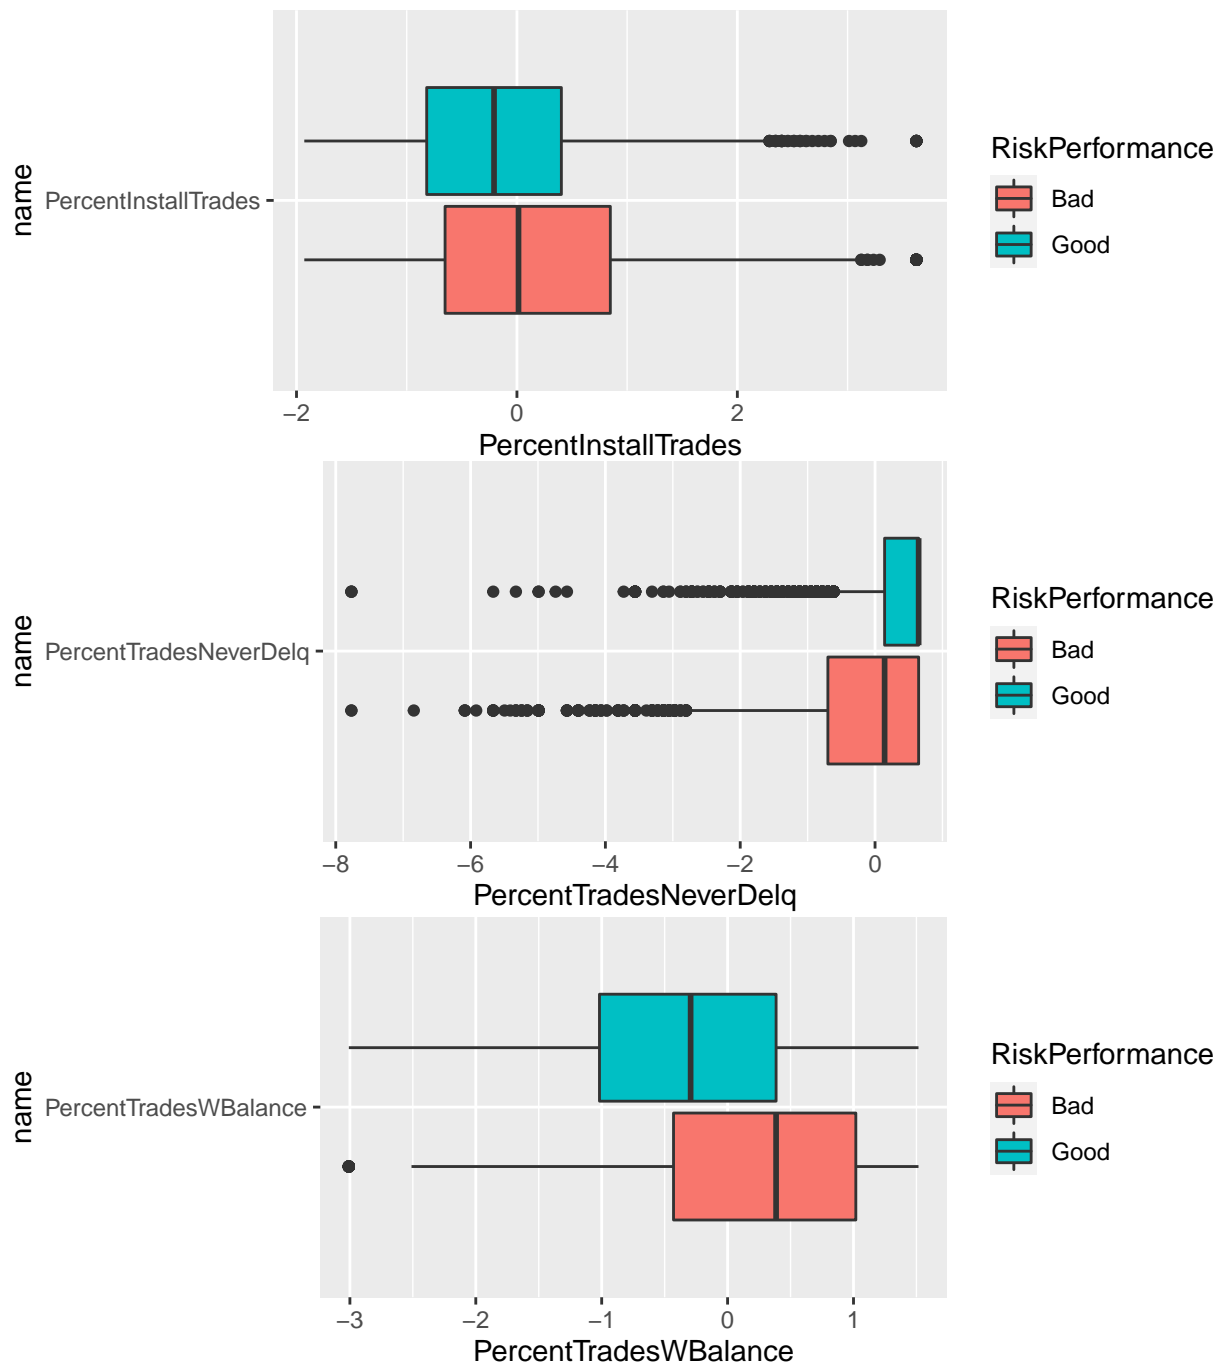 name
PercentInstallTrades
−2 0 2
PercentInstallTrades
RiskPerformance
Bad
Good
name
PercentTradesNeverDelq
−8 −6 −4 −2 0
PercentTradesNeverDelq
RiskPerformance
Bad
Good
name
PercentTradesWBalance
−3 −2 −1 0 1
PercentTradesWBalance
RiskPerformance
Bad
Good